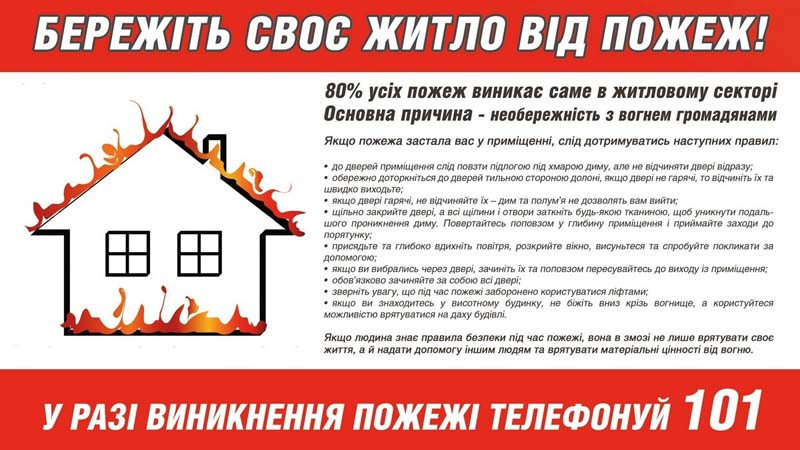 БЕРЕЖІТЬ СВОЄ ЖИТЛО ВІД ПОЖЕЖ!
80% усіх пожеж виникає саме в житловому секторі
Основна причина - необережність з вогнем громадянами
Якщо пожежа застала вас у приміщенні, слід дотримуватись наступних правил:
• до дверей приміщення слід повзти підлогою під хмарою диму, але не відчиняти двері відразу;
• обережно доторкніться до дверей тильною стороною долоні, якщо двері не гарячі, то відчиніть їх та
швидко виходьте;
• якщо двері гарячі, не відчиняйте їх – дим та полум'я не дозволять вам вийти;
• щільно закрийте двері, а всі щілини і отвори заткніть будь-якою тканиною, щоб уникнути подаль-
шого проникнення диму. Повертайтесь поповзом у глибину приміщення і приймайте заходи до
порятунку;
• присядьте та глибоко вдихніть повітря, розкрийте вікно, висуньтеся та спробуйте покликати за
допомогою;
• якщо ви вибрались через двері, зачиніть їх та поповзом пересувайтесь до виходу із приміщення;
• обов'язково зачиняйте за собою всі двері;
• зверніть увагу, що під час пожежі заборонено користуватися ліфтами;
• якщо ви знаходитесь у висотному будинку, не біжіть вниз крізь вогнище, а користуйтеся
можливістю врятуватися на даху будівлі.
Якщо людина знає правила безпеки під час пожежі, вона в змозі не лише врятувати своє
життя, а й надати допомогу іншим людям та врятувати матеріальні цінності від вогню.
У РАЗІ ВИНИКНЕННЯ ПОЖЕЖІ ТЕЛЕФОНУЙ 101